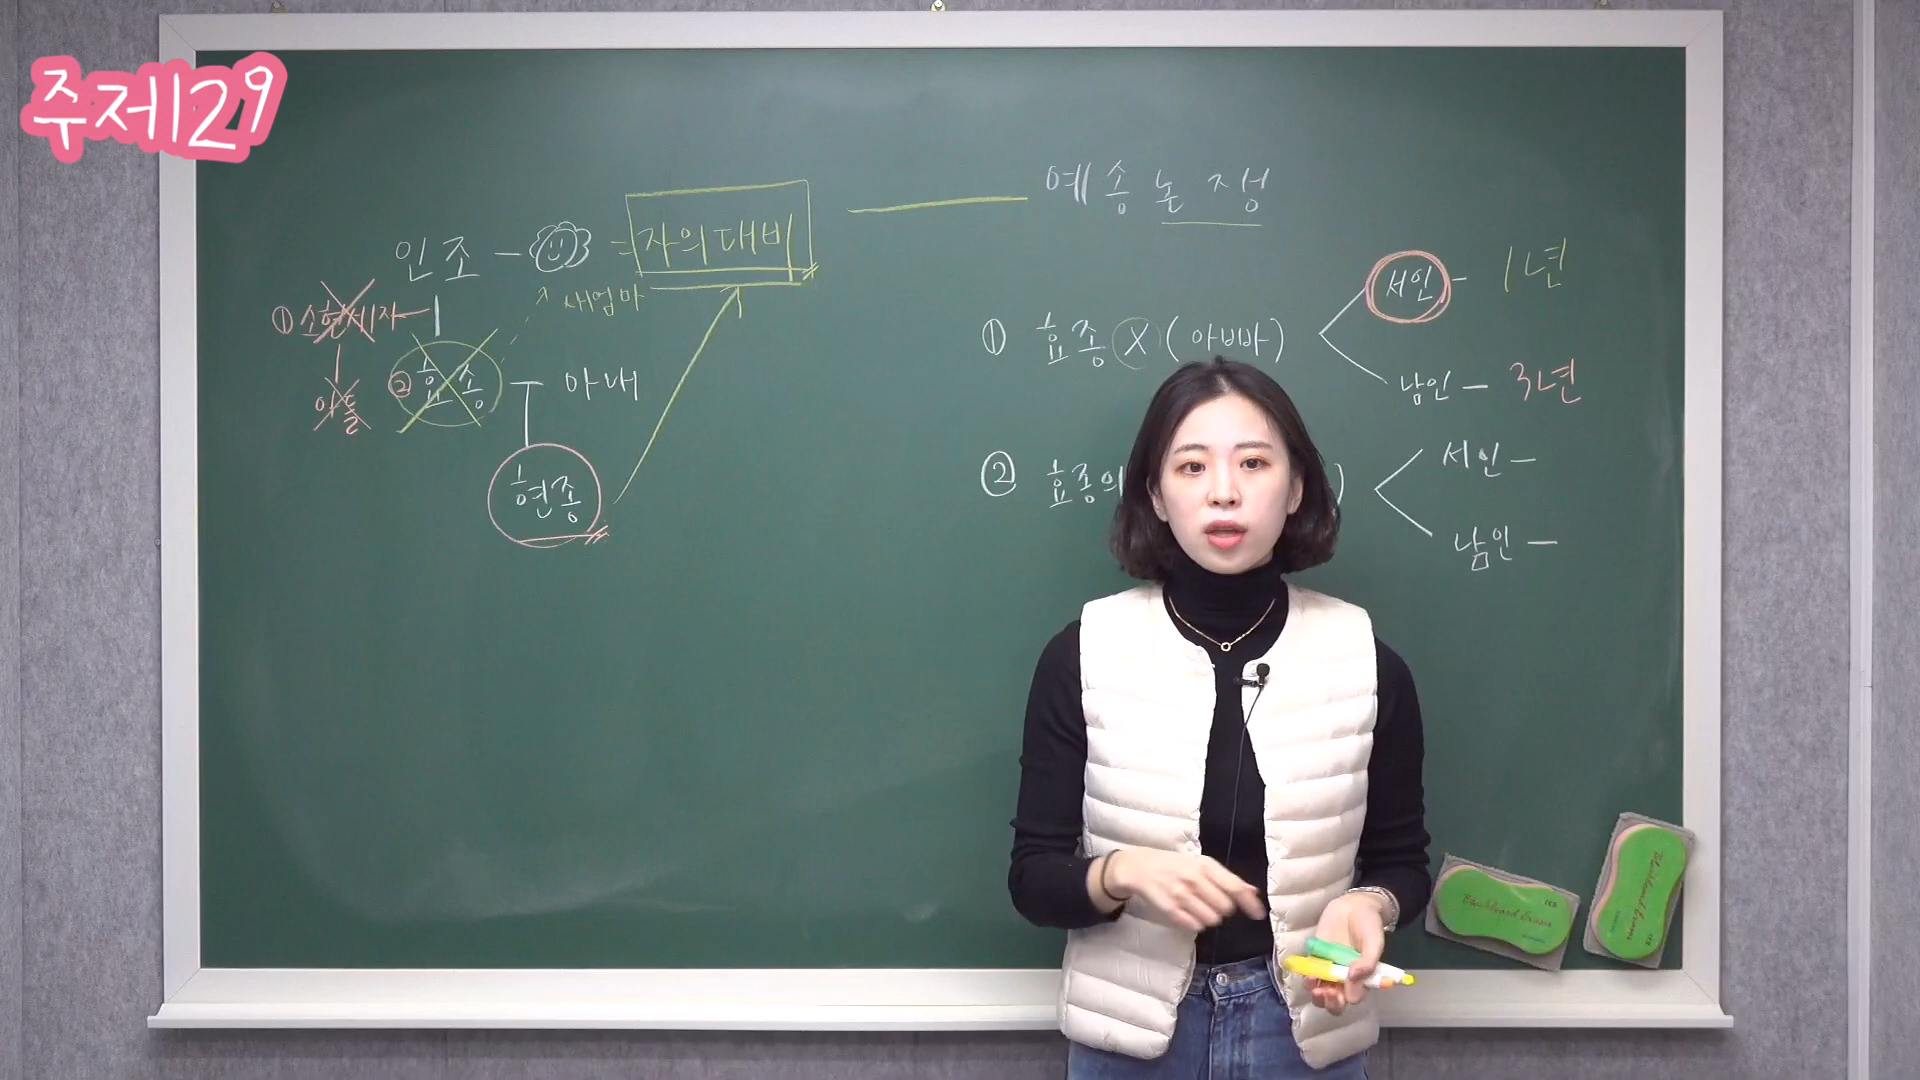 주제129
예송논쟁
인조 - = 자의대비
새엄마
① 소현세자
아들
② 효종 아내
현종
① 효종 X (아빠)
서인 - 1년
남인 - 3년
② 효종의 )
서인 -
남인 -